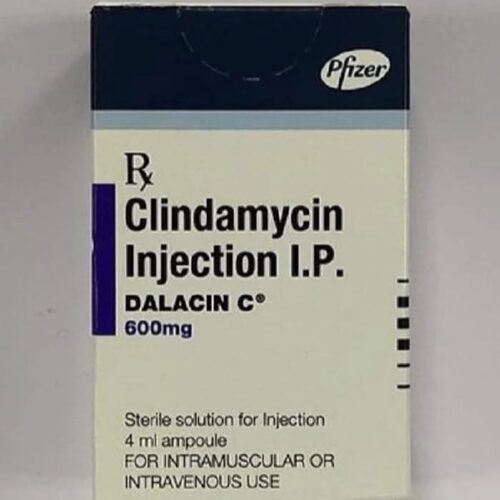 Pfizer
Rx
Clindamycin
Injection I.P.
DALACIN C®
600mg
Sterile solution for Injection
4 ml ampoule
FOR INTRAMUSCULAR OR
INTRAVENOUS USE